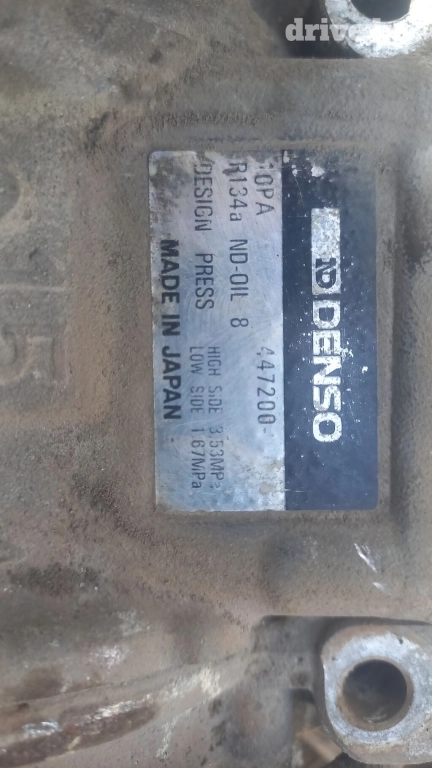 DENSO
10PA 447200-
R134a ND-OIL 8
DESIGN PRESS HIGH SIDE 3.53MPa
LOW SIDE 1.67MPa
MADE IN JAPAN
15